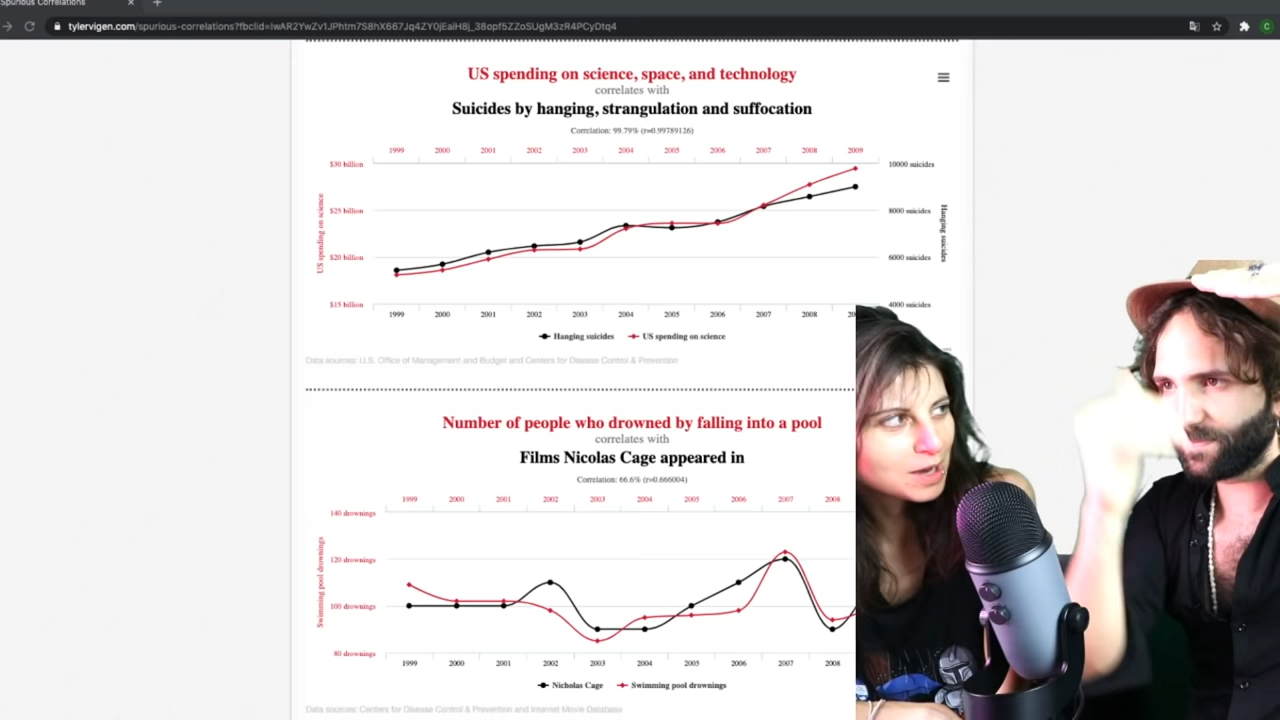 Spurious Correlations
tylervigen.com/spurious-correlations?fbclid=IwAR2YwZv1JPhtm7S8hX667Jq4ZY0jEaiH8j_38opf5ZZoSUgM3zR4PCyDtq4
US spending on science, space, and technology
correlates with
Suicides by hanging, strangulation and suffocation
Correlation: 99.79% (r=0.99789126)
1999 2000 2001 2002 2003 2004 2005 2006 2007 2008 2009
$30 billion 10000 suicides
$25 billion 8000 suicides
$20 billion 6000 suicides
$15 billion 4000 suicides
US spending on science
Hanging suicides
1999 2000 2001 2002 2003 2004 2005 2006 2007 2008 20
Hanging suicides US spending on science
Data sources: U.S. Office of Management and Budget and Centers for Disease Control & Prevention
Number of people who drowned by falling into a pool
correlates with
Films Nicolas Cage appeared in
Correlation: 66.6% (r=0.666004)
1999 2000 2001 2002 2003 2004 2005 2006 2007 2008
140 drownings
120 drownings
100 drownings
80 drownings
Swimming pool drownings
1999 2000 2001 2002 2003 2004 2005 2006 2007 2008
Nicholas Cage Swimming pool drownings
Data sources: Centers for Disease Control & Prevention and Internet Movie Database